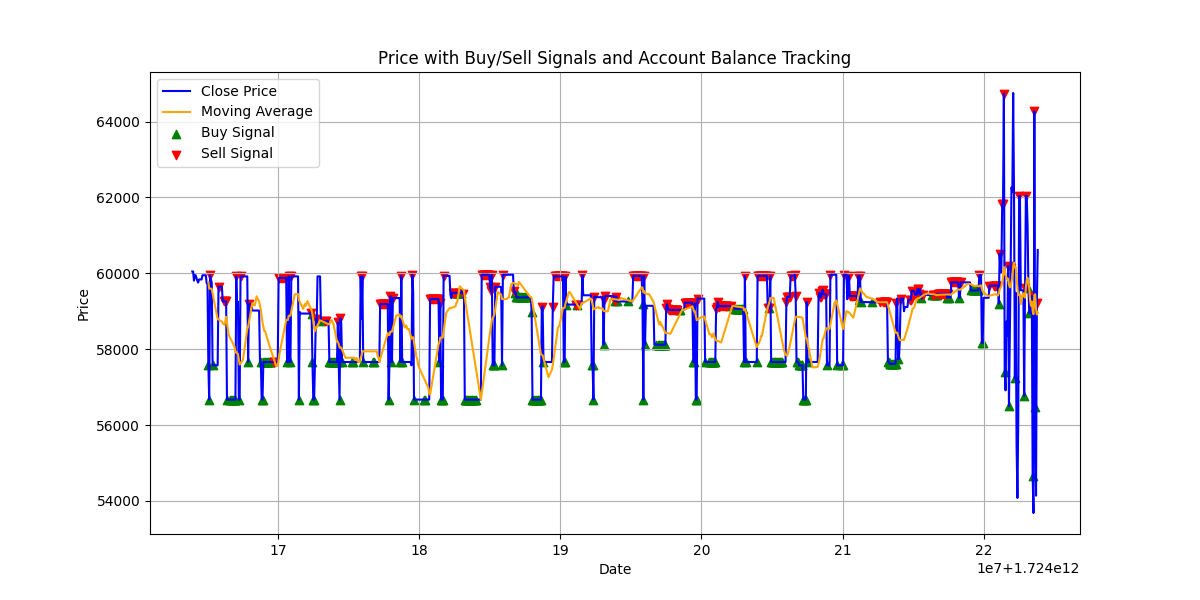 Price with Buy/Sell Signals and Account Balance Tracking
Close Price
Moving Average
Buy Signal
Sell Signal
64000
62000
60000
58000
56000
54000
Price
17 18 19 20 21 22
Date
1e7+1.724e12